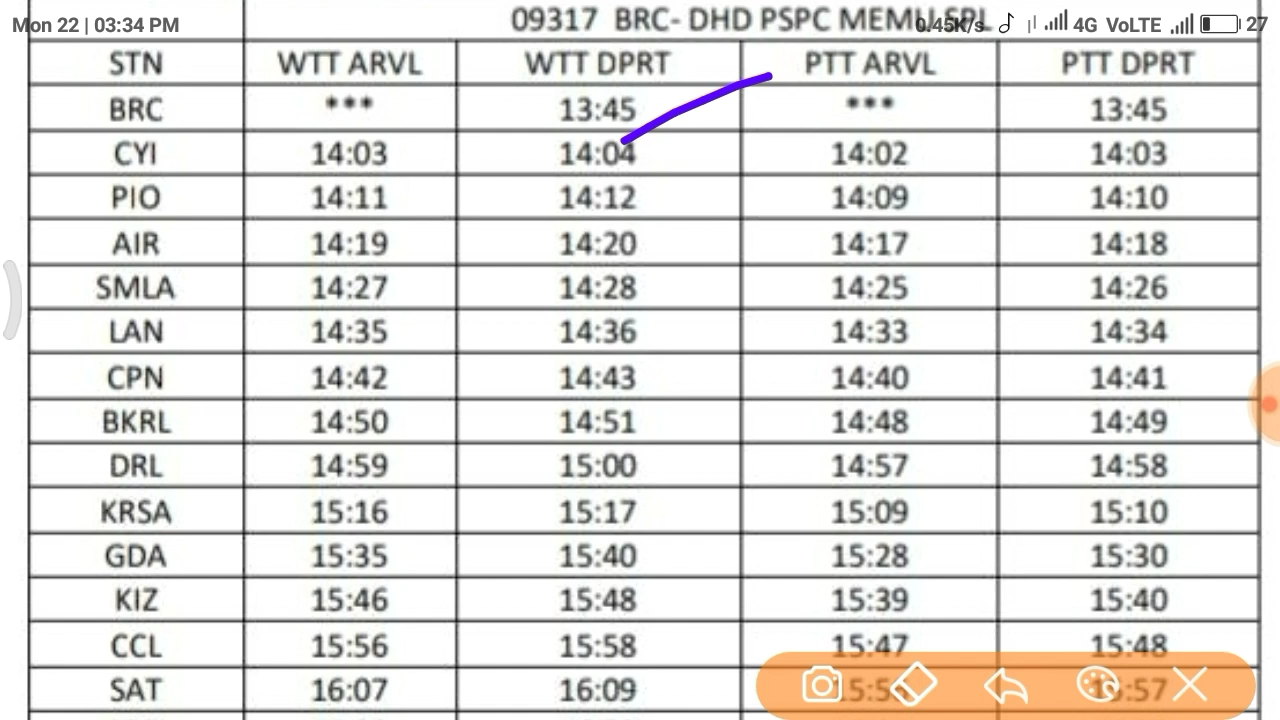 Mon 22 | 03:34 PM 0.45K/s 4G VoLTE 27
09317 BRC- DHD PSPC MEMU SPL
STN WTT ARVL WTT DPRT PTT ARVL PTT DPRT
BRC *** 13:45 *** 13:45
CYI 14:03 14:04 14:02 14:03
PIO 14:11 14:12 14:09 14:10
AIR 14:19 14:20 14:17 14:18
SMLA 14:27 14:28 14:25 14:26
LAN 14:35 14:36 14:33 14:34
CPN 14:42 14:43 14:40 14:41
BKRL 14:50 14:51 14:48 14:49
DRL 14:59 15:00 14:57 14:58
KRSA 15:16 15:17 15:09 15:10
GDA 15:35 15:40 15:28 15:30
KIZ 15:46 15:48 15:39 15:40
CCL 15:56 15:58 15:47 15:48
SAT 16:07 16:09